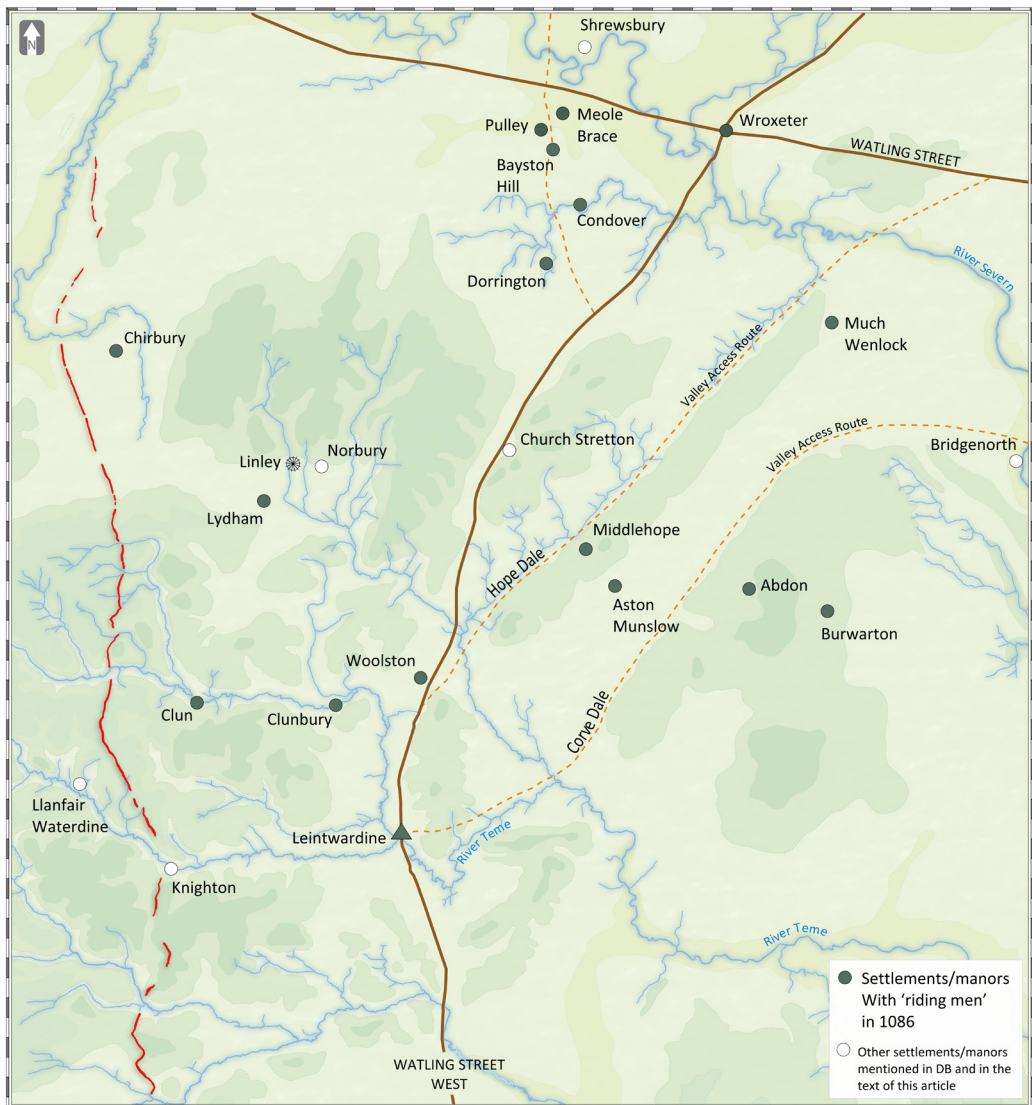 N
Shrewsbury
Meole
Brace
Pulley
Wroxeter
WATLING STREET
Bayston
Hill
Condover
Dorrington
River Severn
Chirbury
Much
Wenlock
Valley Access Route
Church Stretton
Valley Access Route
Bridgenorth
Norbury
Linley
Lydham
Middlehope
Hope Dale
Aston
Munslow
Abdon
Burwarton
Woolston
Clun
Clunbury
Corve Dale
Llanfair
Waterdine
Leintwardine
River Teme
Knighton
River Teme
WATLING STREET
WEST
Settlements/manors
With ‘riding men’
in 1086
Other settlements/manors
mentioned in DB and in the
text of this article